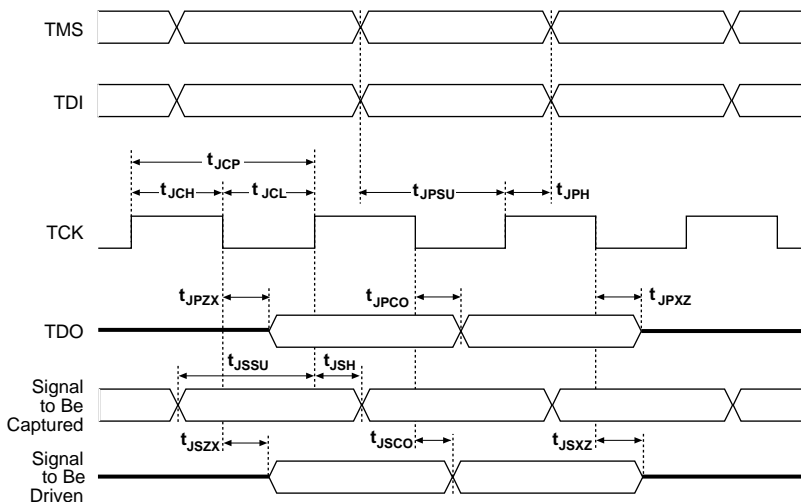 TMS
TDI
tJCP
tJCH tJCL tJPSU tJPH
TCK
tJPZX tJPCO tJPXZ
TDO
tJSSU tJSH
Signal
to Be
Captured
tJSZX tJSCO tJSXZ
Signal
to Be
Driven